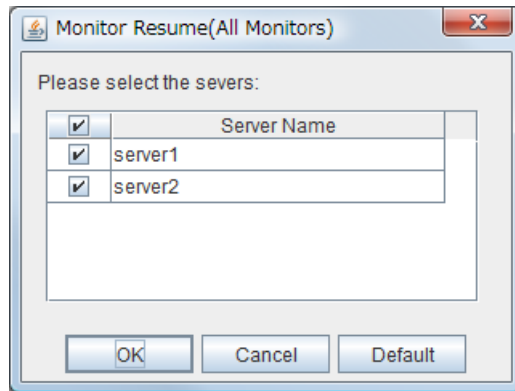 Monitor Resume(All Monitors)
Please select the severs:
Server Name
server1
server2
OK Cancel Default